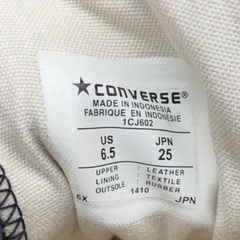 ★CONVERSE®
MADE IN INDONESIA
FABRIQUE EN INDONESIE
1CJ602
US JPN
6.5 25
UPPER : LEATHER
LINING : TEXTILE
OUTSOLE : RUBBER
6X 1410 JPN